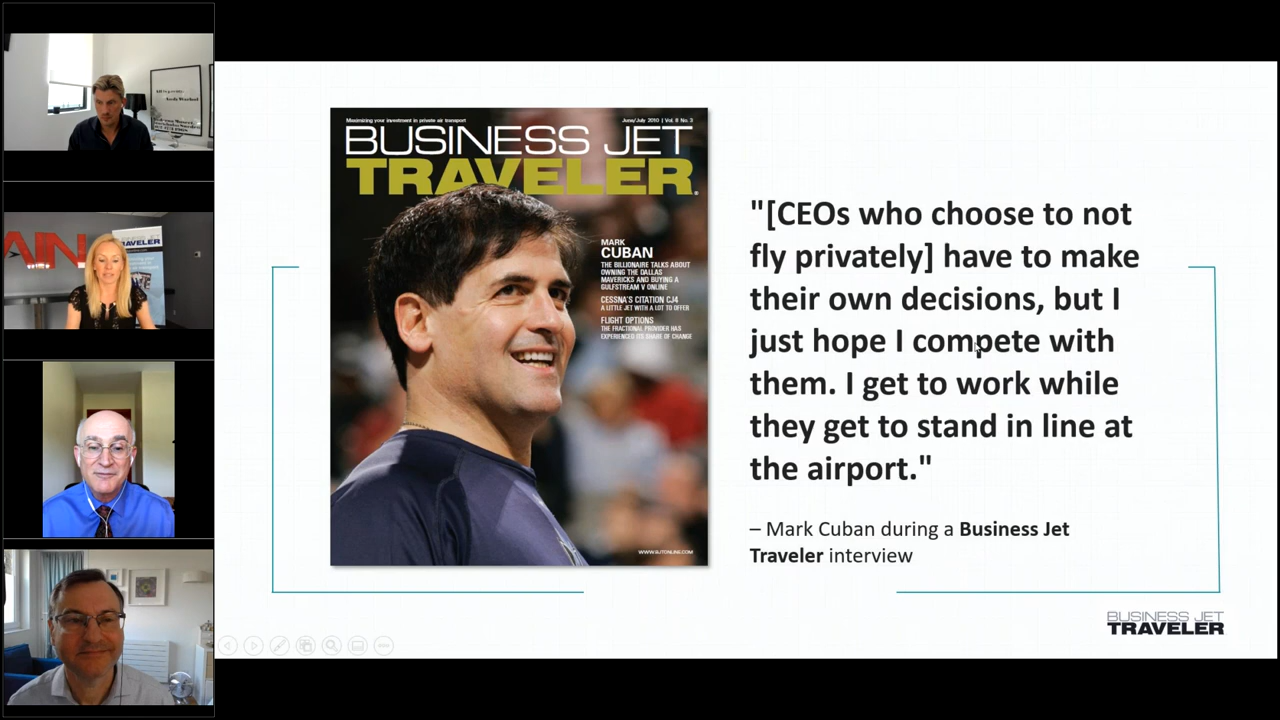 Maximizing your investment in private air transport
June/July 2010 | Vol. 8 No. 3
BUSINESS JET
TRAVELER
MARK
CUBAN
THE BILLIONAIRE TALKS ABOUT
OWNING THE DALLAS
MAVERICKS AND BUYING A
GULFSTREAM V ONLINE
CESSNA'S CITATION CJ4
A LITTLE JET WITH A LOT TO OFFER
FLIGHT OPTIONS
THE FRACTIONAL PROVIDER HAS
EXPERIENCED ITS SHARE OF CHANGE
WWW.BJTONLINE.COM
"[CEOs who choose to not
fly privately] have to make
their own decisions, but I
just hope I compete with
them. I get to work while
they get to stand in line at
the airport."
– Mark Cuban during a Business Jet
Traveler interview
BUSINESS JET
TRAVELER
AIN
Andy Warhol